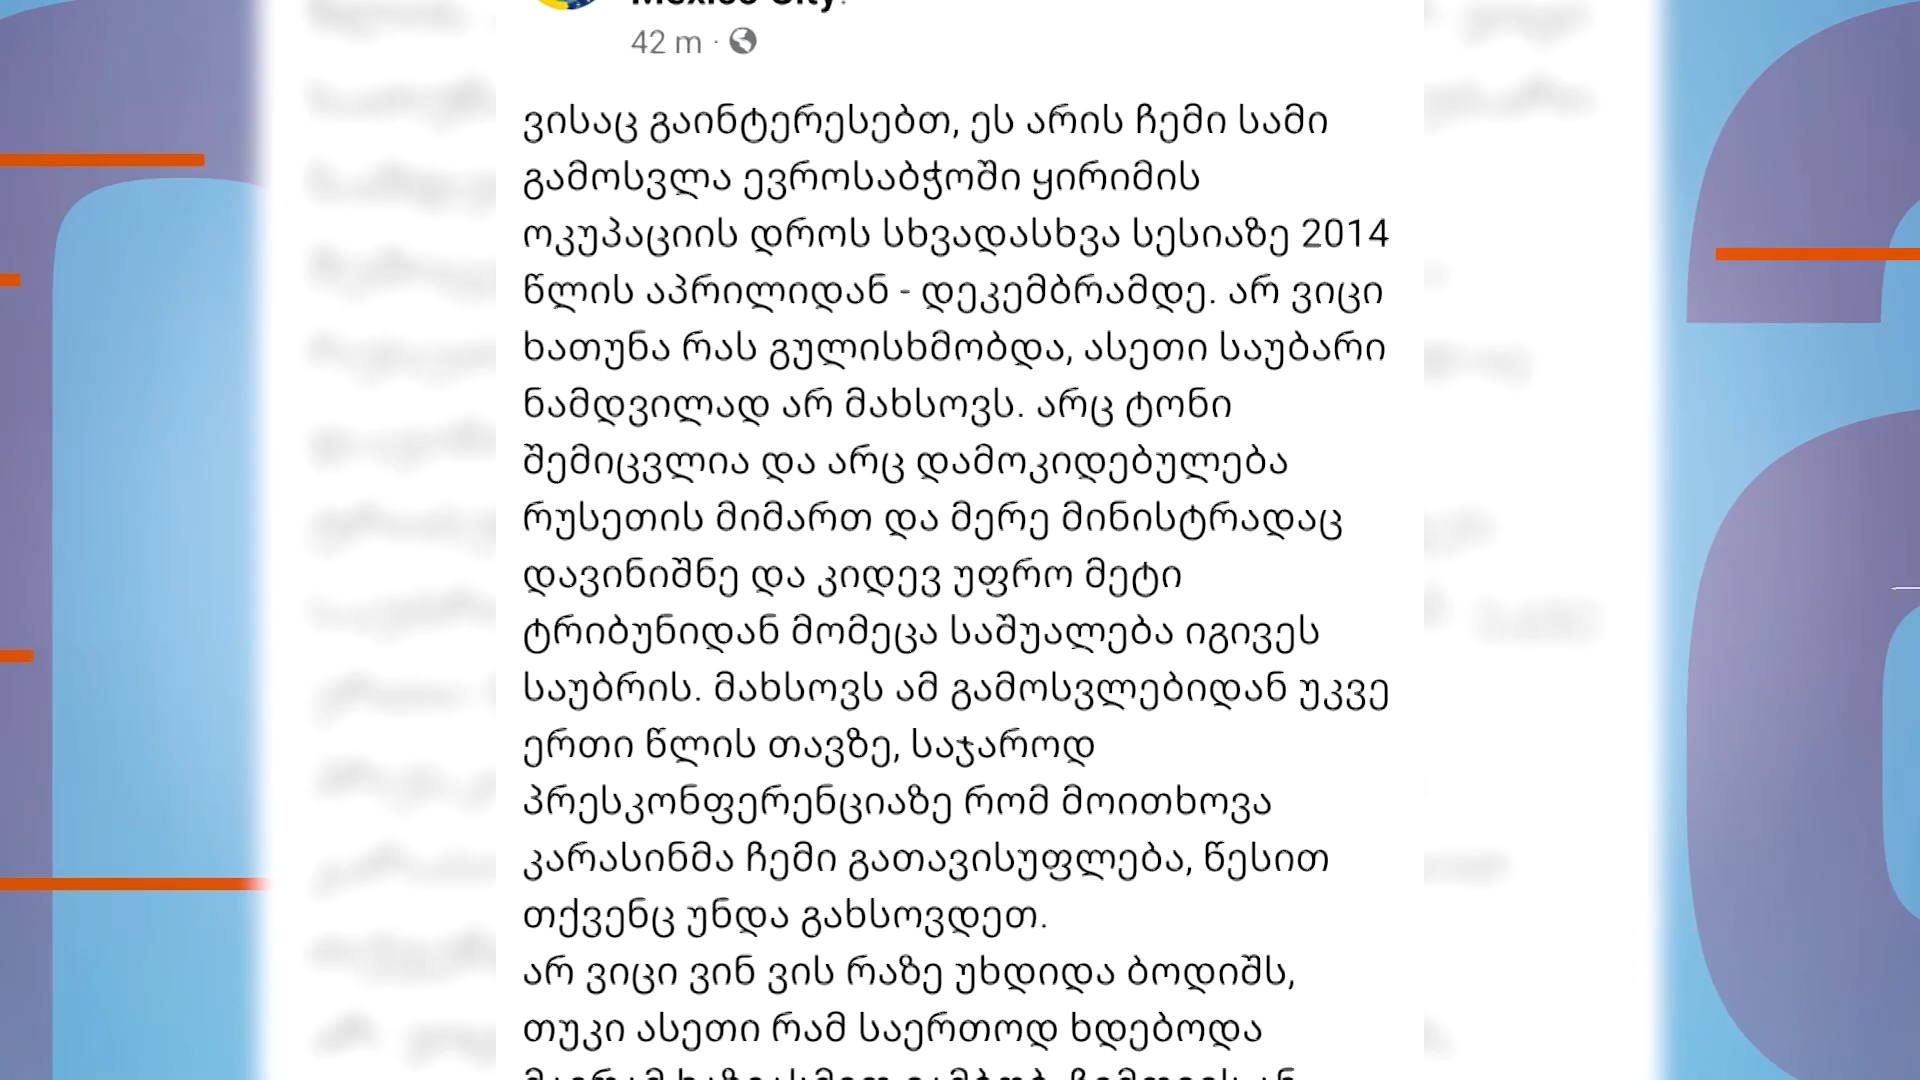 Mexico City.
42 m ·
ვისაც გაინტერესებთ, ეს არის ჩემი სამი
გამოსვლა ევროსაბჭოში ყირიმის
ოკუპაციის დროს სხვადასხვა სესიაზე 2014
წლის აპრილიდან - დეკემბრამდე. არ ვიცი
ხათუნა რას გულისხმობდა, ასეთი საუბარი
ნამდვილად არ მახსოვს. არც ტონი
შემიცვლია და არც დამოკიდებულება
რუსეთის მიმართ და მერე მინისტრადაც
დავინიშნე და კიდევ უფრო მეტი
ტრიბუნიდან მომეცა საშუალება იგივეს
საუბრის. მახსოვს ამ გამოსვლებიდან უკვე
ერთი წლის თავზე, საჯაროდ
პრესკონფერენციაზე რომ მოითხოვა
კარასინმა ჩემი გათავისუფლება, წესით
თქვენც უნდა გახსოვდეთ.
არ ვიცი ვინ ვის რაზე უხდიდა ბოდიშს,
თუკი ასეთი რამ საერთოდ ხდებოდა